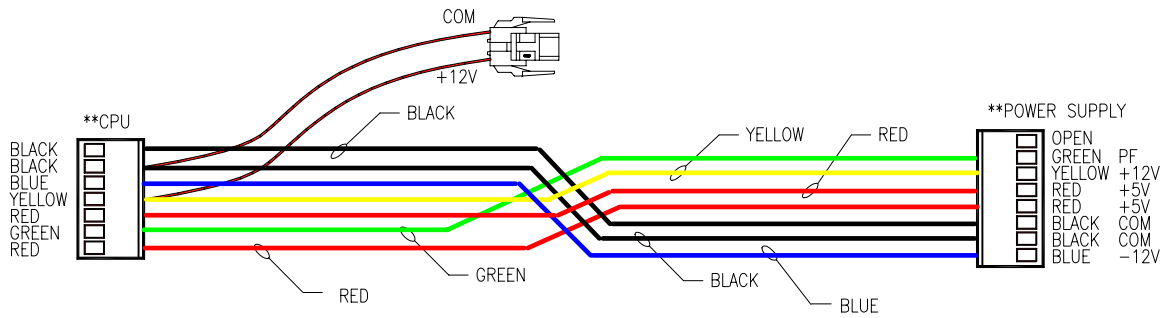 COM
+12V
**CPU
BLACK
BLACK
BLUE
YELLOW
RED
GREEN
RED
BLACK
YELLOW
RED
RED
GREEN
BLACK
BLUE
**POWER SUPPLY
OPEN
GREEN PF
YELLOW +12V
RED +5V
RED +5V
BLACK COM
BLACK COM
BLUE -12V